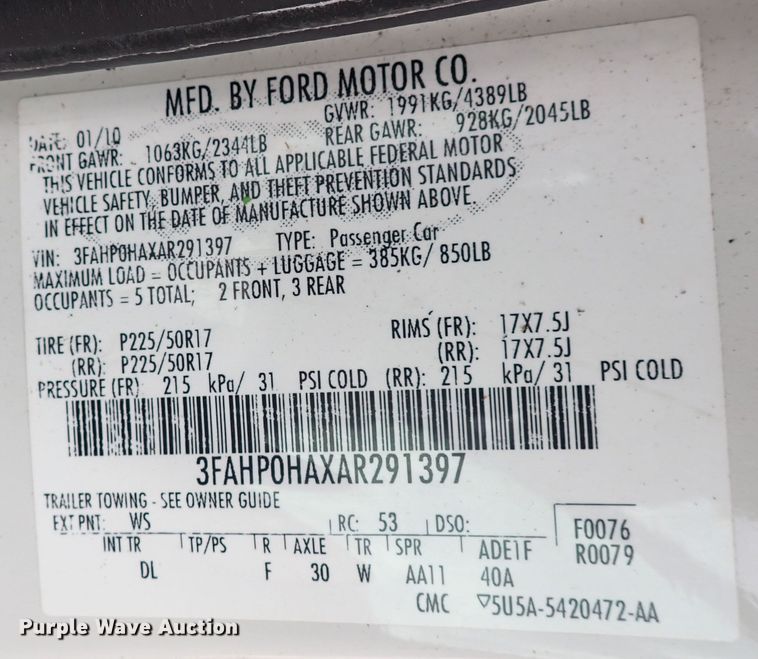 MFD. BY FORD MOTOR CO.
DATE: 01/10 GVWR: 1991KG/4389LB
FRONT GAWR: 1063KG/2344LB REAR GAWR: 928KG/2045LB
THIS VEHICLE CONFORMS TO ALL APPLICABLE FEDERAL MOTOR
VEHICLE SAFETY, BUMPER, AND THEFT PREVENTION STANDARDS
IN EFFECT ON THE DATE OF MANUFACTURE SHOWN ABOVE.
VIN: 3FAHP0HAXAR291397 TYPE: Passenger Car
MAXIMUM LOAD = OCCUPANTS + LUGGAGE = 385KG/ 850LB
OCCUPANTS = 5 TOTAL; 2 FRONT, 3 REAR
TIRE (FR): P225/50R17 RIMS (FR): 17X7.5J
(RR): P225/50R17 (RR): 17X7.5J
PRESSURE (FR) 215 kPa/ 31 PSI COLD (RR): 215 kPa/ 31 PSI COLD
3FAHP0HAXAR291397
TRAILER TOWING - SEE OWNER GUIDE
EXT PNT: WS RC: 53 DSO: F0076
INT TR TP/PS R AXLE TR SPR ADE1F R0079
DL F 30 W AA11 40A
CMC ▽5U5A-5420472-AA
Purple Wave Auction